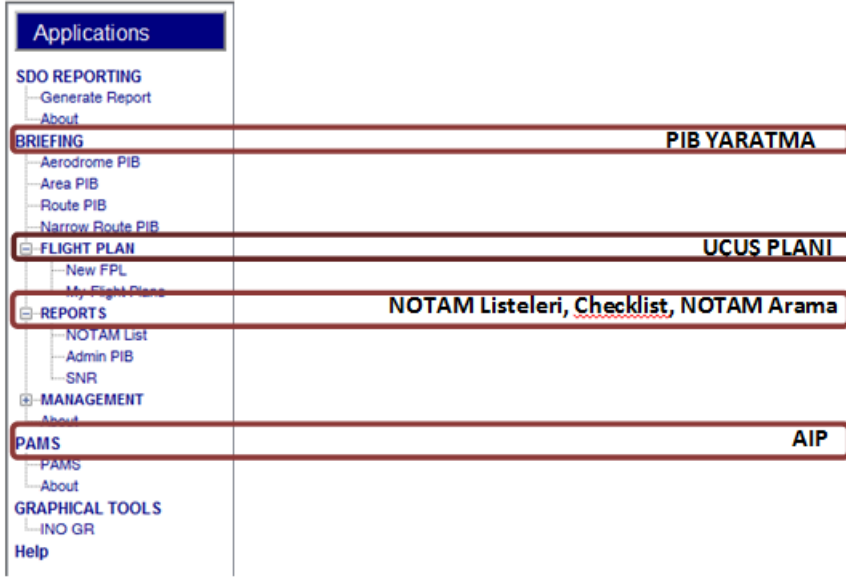 Applications
SDO REPORTING
Generate Report
About
BRIEFING PIB YARATMA
Aerodrome PIB
Area PIB
Route PIB
Narrow Route PIB
FLIGHT PLAN UÇUŞ PLANI
New FPL
My Flight Plans
REPORTS NOTAM Listeleri, Checklist, NOTAM Arama
NOTAM List
Admin PIB
SNR
MANAGEMENT
About
PAMS AIP
PAMS
About
GRAPHICAL TOOLS
INO GR
Help